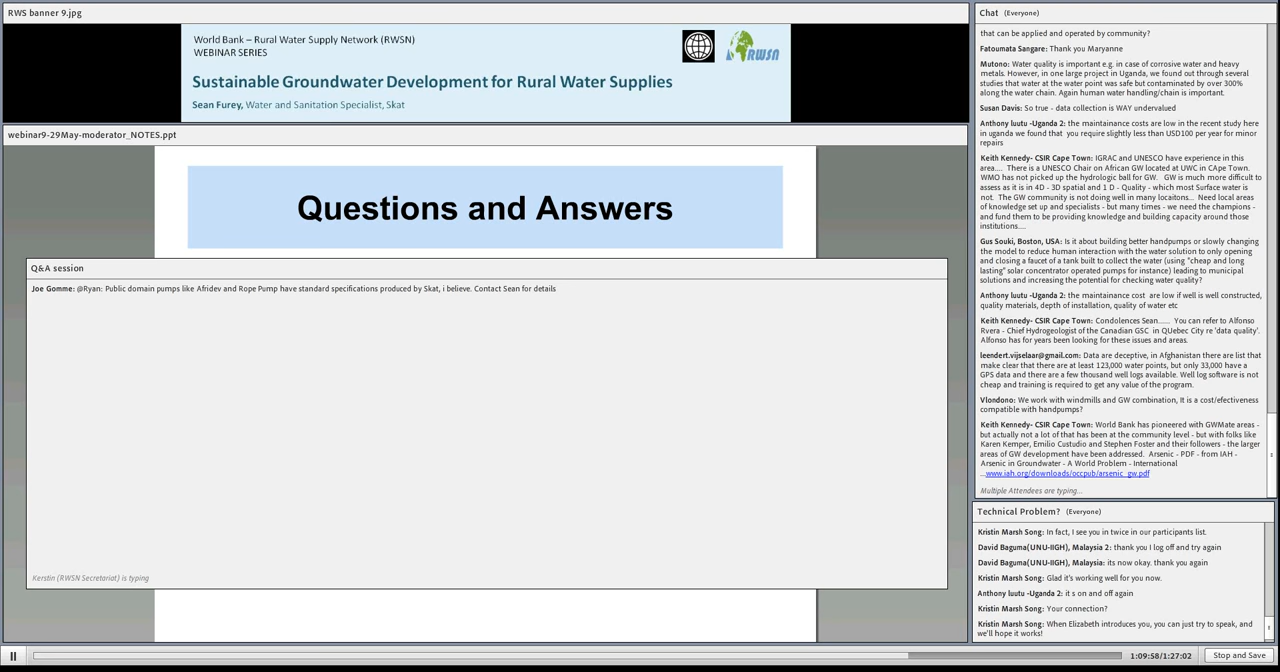 RWS banner 9.jpg
World Bank – Rural Water Supply Network (RWSN)
WEBINAR SERIES
RWSN
Sustainable Groundwater Development for Rural Water Supplies
Sean Furey, Water and Sanitation Specialist, Skat
webinar9-29May-moderator_NOTES.ppt
Questions and Answers
Q&A session
Joe Gomme: @Ryan: Public domain pumps like Afridev and Rope Pump have standard specifications produced by Skat, i believe. Contact Sean for details
Kerstin (RWSN Secretariat) is typing
Chat (Everyone)
that can be applied and operated by community?
Fatoumata Sangare: Thank you Maryanne
Mutono: Water quality is important e.g. in case of corrosive water and heavy
metals. However, in one large project in Uganda, we found out through several
studies that water at the water point was safe but contaminated by over 300%
along the water chain. Again human water handling/chain is important.
Susan Davis: So true - data collection is WAY undervalued
Anthony luutu -Uganda 2: the maintainance costs are low in the recent study here
in uganda we found that you require slightly less than USD100 per year for minor
repairs
Keith Kennedy- CSIR Cape Town: IGRAC and UNESCO have experience in this
area.... There is a UNESCO Chair on African GW located at UWC in CApe Town.
WMO has not picked up the hydrologic ball for GW. GW is much more difficult to
assess as it is in 4D - 3D spatial and 1 D - Quality - which most Surface water is
not. The GW community is not doing well in many locaitons... Need local areas
of knowledge set up and specialists - but many times - we need the champions -
and fund them to be providing knowledge and building capacity around those
institutions....
Gus Souki, Boston, USA: Is it about building better handpumps or slowly changing
the model to reduce human interaction with the water solution to only opening
and closing a faucet of a tank built to collect the water (using "cheap and long
lasting" solar concentrator operated pumps for instance) leading to municipal
solutions and increasing the potential for checking water quality?
Anthony luutu -Uganda 2: the maintainance cost are low if well is well constructed,
quality materials, depth of installation, quality of water etc
Keith Kennedy- CSIR Cape Town: Condolences Sean...... You can refer to Alfonso
Rvera - Chief Hydrogeologist of the Canadian GSC in QUebec City re 'data quality'.
Alfonso has for years been looking for these issues and areas.
leendert.vijselaar@gmail.com: Data are deceptive, in Afghanistan there are list that
make clear that there are at least 123,000 water points, but only 33,000 have a
GPS data and there are a few thousand well logs available. Well log software is not
cheap and training is required to get any value of the program.
Vlondono: We work with windmills and GW combination, It is a cost/efectiveness
compatible with handpumps?
Keith Kennedy- CSIR Cape Town: World Bank has pioneered with GWMate areas -
but actually not a lot of that has been at the community level - but with folks like
Karen Kemper, Emilio Custudio and Stephen Foster and their followers - the larger
areas of GW development have been addressed. Arsenic - PDF - from IAH -
Arsenic in Groundwater - A World Problem - International
...www.iah.org/downloads/occpub/arsenic_gw.pdf
Multiple Attendees are typing...
Technical Problem? (Everyone)
Kristin Marsh Song: In fact, I see you in twice in our participants list.
David Baguma(UNU-IIGH), Malaysia 2: thank you I log off and try again
David Baguma(UNU-IIGH), Malaysia: its now okay. thank you again
Kristin Marsh Song: Glad it's working well for you now.
Anthony luutu -Uganda 2: it s on and off again
Kristin Marsh Song: Your connection?
Kristin Marsh Song: When Elizabeth introduces you, you can just try to speak, and
we'll hope it works!
1:09:58/1:27:02
Stop and Save